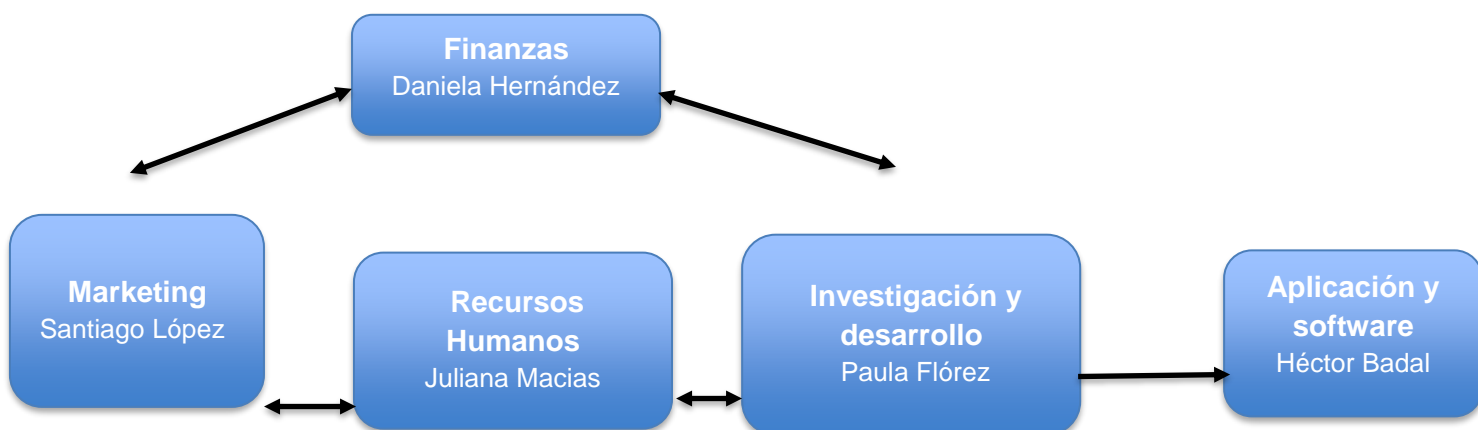 Finanzas
Daniela Hernández
Marketing
Santiago López
Recursos
Humanos
Juliana Macias
Investigación y
desarrollo
Paula Flórez
Aplicación y
software
Héctor Badal